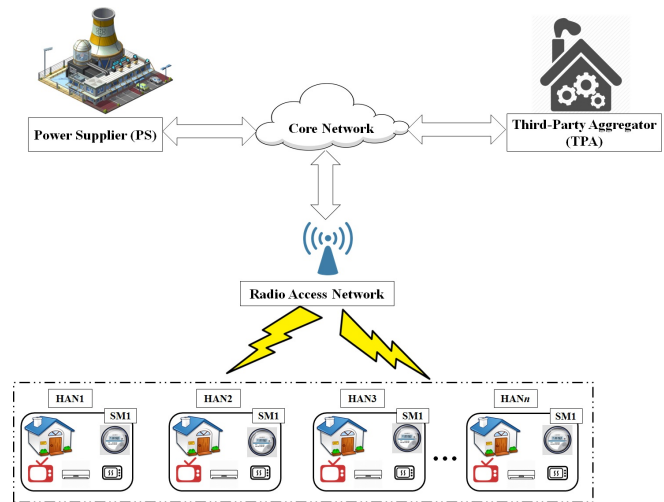 Power Supplier (PS)
Core Network
Third-Party Aggregator
(TPA)
Radio Access Network
HAN1
HAN2
HAN3
HANn
SM1
SM1
SM1
SM1